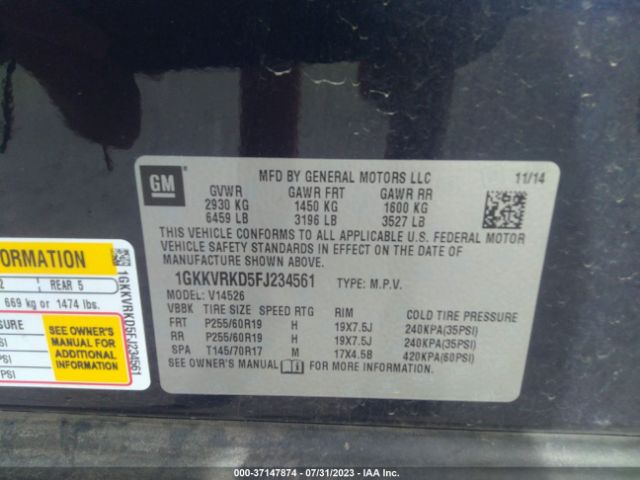 GM
MFD BY GENERAL MOTORS LLC 11/14
GVWR GAWR FRT GAWR RR
2930 KG 1450 KG 1600 KG
6459 LB 3196 LB 3527 LB
THIS VEHICLE CONFORMS TO ALL APPLICABLE U.S. FEDERAL MOTOR
VEHICLE SAFETY STANDARDS IN EFFECT ON THE DATE OF
MANUFACTURE SHOWN ABOVE.
1GKKVRKD5FJ234561 TYPE: M.P.V.
MODEL: V14526
VBBK TIRE SIZE SPEED RTG RIM COLD TIRE PRESSURE
FRT P255/60R19 H 19X7.5J 240KPA(35PSI)
RR P255/60R19 H 19X7.5J 240KPA(35PSI)
SPA T145/70R17 M 17X4.5B 420KPA(60PSI)
SEE OWNER'S MANUAL FOR MORE INFORMATION.
ORMATION
2 REAR 5
669 kg or 1474 lbs.
SURE
PSI
PSI
SEE OWNER'S
MANUAL FOR
ADDITIONAL
INFORMATION
1GKKVRKD5FJ234561
000-37147874 - 07/31/2023 - IAA Inc.